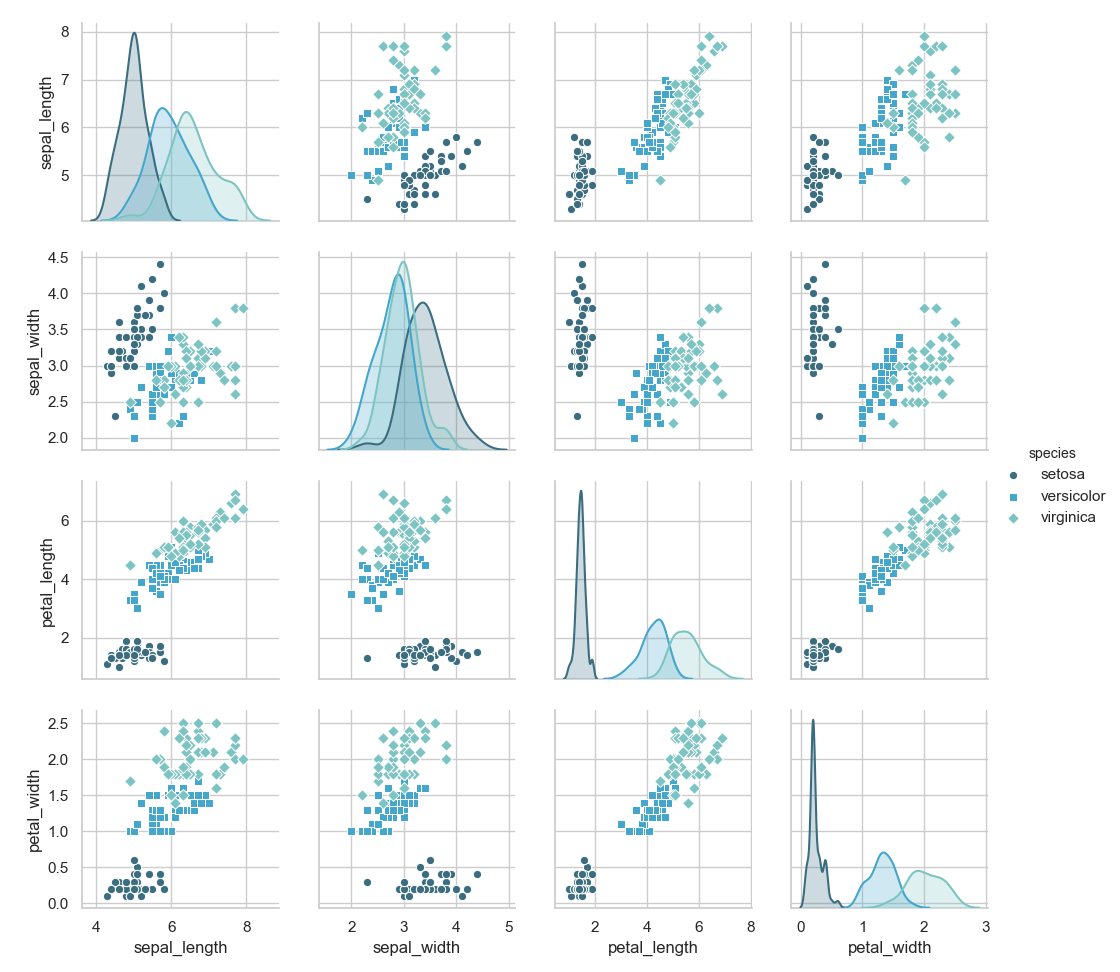 8
7
6
5
sepal_length
4.5
4.0
3.5
3.0
2.5
2.0
sepal_width
species
setosa
versicolor
virginica
6
4
2
petal_length
2.5
2.0
1.5
1.0
0.5
0.0
petal_width
4 6 8
sepal_length
2 3 4 5
sepal_width
2 4 6 8
petal_length
0 1 2 3
petal_width